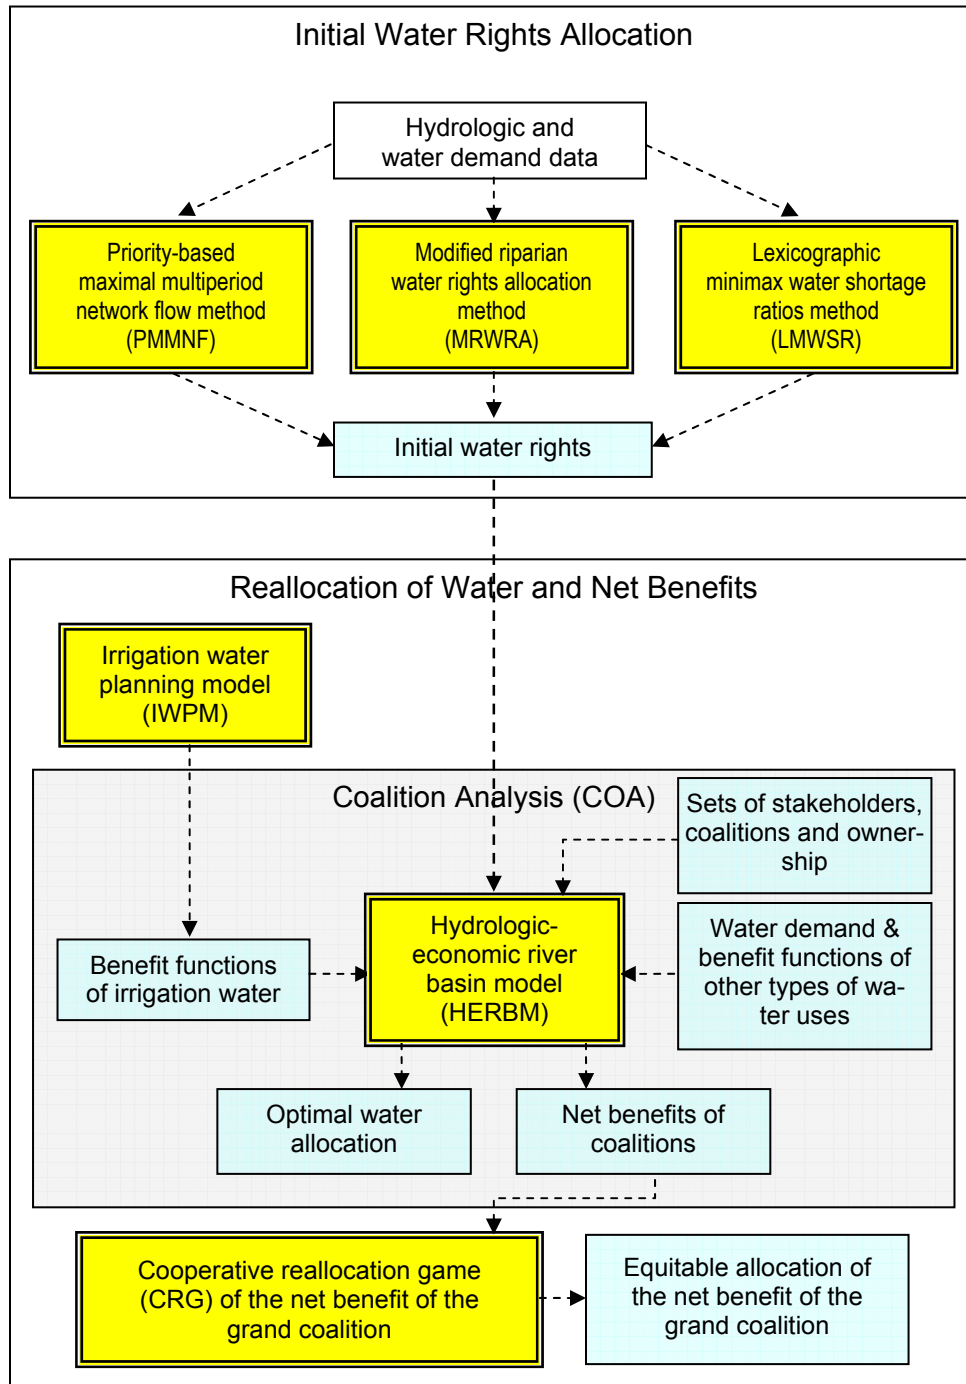 Initial Water Rights Allocation
Hydrologic and
water demand data
Priority-based
maximal multiperiod
network flow method
(PMMNF)
Modified riparian
water rights allocation
method
(MRWRA)
Lexicographic
minimax water shortage
ratios method
(LMWSR)
Initial water rights
Reallocation of Water and Net Benefits
Irrigation water
planning model
(IWPM)
Coalition Analysis (COA)
Sets of stakeholders,
coalitions and owner-
ship
Hydrologic-
economic river
basin model
(HERBM)
Benefit functions
of irrigation water
Water demand &
benefit functions of
other types of wa-
ter uses
Optimal water
allocation
Net benefits of
coalitions
Cooperative reallocation game
(CRG) of the net benefit of the
grand coalition
Equitable allocation of
the net benefit of the
grand coalition